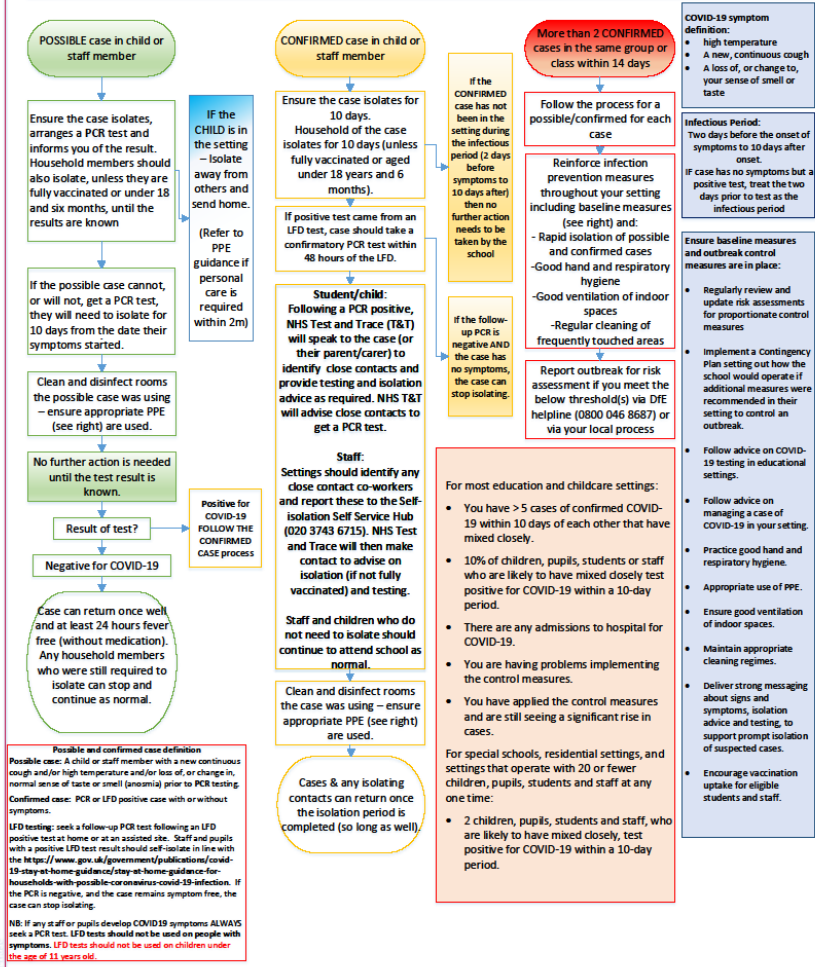 POSSIBLE case in child or
staff member
Ensure the case isolates,
arranges a PCR test and
informs you of the result.
Household members should
also isolate, unless they are
fully vaccinated or under 18
and six months, until the
results are known
IF the
CHILD is in
the setting
– Isolate
away from
others and
send home.
(Refer to
PPE
guidance if
personal
care is
required
within 2m)
If the possible case cannot,
or will not, get a PCR test,
they will need to isolate for
10 days from the date their
symptoms started.
Clean and disinfect rooms
the possible case was using
– ensure appropriate PPE
(see right) are used.
No further action is needed
until the test result is
known.
Result of test?
Positive for
COVID-19
FOLLOW THE
CONFIRMED
CASE process
Negative for COVID-19
Case can return once well
and at least 24 hours fever
free (without medication).
Any household members
who were still required to
isolate can stop and
continue as normal.
Possible and confirmed case definition
Possible case: A child or staff member with a new continuous
cough and/or high temperature and/or loss of, or change in,
normal sense of taste or smell (anosmia) prior to PCR testing.
Confirmed case: PCR or LFD positive case with or without
symptoms.
LFD testing: seek a follow-up PCR test following an LFD
positive test at home or at an assisted site. Staff and pupils
with a positive LFD test result should self-isolate in line with
the https://www.gov.uk/government/publications/covid-
19-stay-at-home-guidance/stay-at-home-guidance-for-
households-with-possible-coronavirus-covid-19-infection. If
the PCR is negative, and the case remains symptom free, the
case can stop isolating.
NB: If any staff or pupils develop COVID19 symptoms ALWAYS
seek a PCR test. LFD tests should not be used on people with
symptoms. LFD tests should not be used on children under
the age of 11 years old.
CONFIRMED case in child or
staff member
Ensure the case isolates for
10 days.
Household of the case
isolates for 10 days (unless
fully vaccinated or aged
under 18 years and 6
months).
If positive test came from an
LFD test, case should take a
confirmatory PCR test within
48 hours of the LFD.
Student/child:
Following a PCR positive,
NHS Test and Trace (T&T)
will speak to the case (or
their parent/carer) to
identify close contacts and
provide testing and isolation
advice as required. NHS T&T
will advise close contacts to
get a PCR test.
Staff:
Settings should identify any
close contact co-workers
and report these to the Self-
isolation Self Service Hub
(020 3743 6715). NHS Test
and Trace will then make
contact to advise on
isolation (if not fully
vaccinated) and testing.
Staff and children who do
not need to isolate should
continue to attend school as
normal.
Clean and disinfect rooms
the case was using – ensure
appropriate PPE (see right)
are used.
Cases & any isolating
contacts can return once
the isolation period is
completed (so long as well).
If the
CONFIRMED
case has not
been in the
setting during
the infectious
period (2 days
before
symptoms to
10 days after)
then no
further action
needs to be
taken by the
school
If the follow-
up PCR is
negative AND
the case has
no symptoms,
the case can
stop isolating.
More than 2 CONFIRMED
cases in the same group or
class within 14 days
Follow the process for a
possible/confirmed for each
case
Reinforce infection
prevention measures
throughout your setting
including baseline measures
(see right) and:
- Rapid isolation of possible
and confirmed cases
-Good hand and respiratory
hygiene
-Good ventilation of indoor
spaces
-Regular cleaning of
frequently touched areas
Report outbreak for risk
assessment if you meet the
below threshold(s) via DfE
helpline (0800 046 8687) or
via your local process
For most education and childcare settings:
• You have > 5 cases of confirmed COVID-
19 within 10 days of each other that have
mixed closely.
• 10% of children, pupils, students or staff
who are likely to have mixed closely test
positive for COVID-19 within a 10-day
period.
• There are any admissions to hospital for
COVID-19.
• You are having problems implementing
the control measures.
• You have applied the control measures
and are still seeing a significant rise in
cases.
For special schools, residential settings, and
settings that operate with 20 or fewer
children, pupils, students and staff at any
one time:
• 2 children, pupils, students and staff, who
are likely to have mixed closely, test
positive for COVID-19 within a 10-day
period.
COVID-19 symptom
definition:
• high temperature
• A new, continuous cough
• A loss of, or change to,
your sense of smell or
taste
Infectious Period:
Two days before the onset of
symptoms to 10 days after
onset.
IF case has no symptoms but a
positive test, treat the two
days prior to test as the
infectious period
Ensure baseline measures
and outbreak control
measures are in place:
• Regularly review and
update risk assessments
for proportionate control
measures
• Implement a Contingency
Plan setting out how the
school would operate if
additional measures were
recommended in their
setting to control an
outbreak.
• Follow advice on COVID-
19 testing in educational
settings.
• Follow advice on
managing a case of
COVID-19 in your setting.
• Practice good hand and
respiratory hygiene.
• Appropriate use of PPE.
• Ensure good ventilation
of indoor spaces.
• Maintain appropriate
cleaning regimes.
• Deliver strong messaging
about signs and
symptoms, isolation
advice and testing, to
support prompt isolation
of suspected cases.
• Encourage vaccination
uptake for eligible
students and staff.